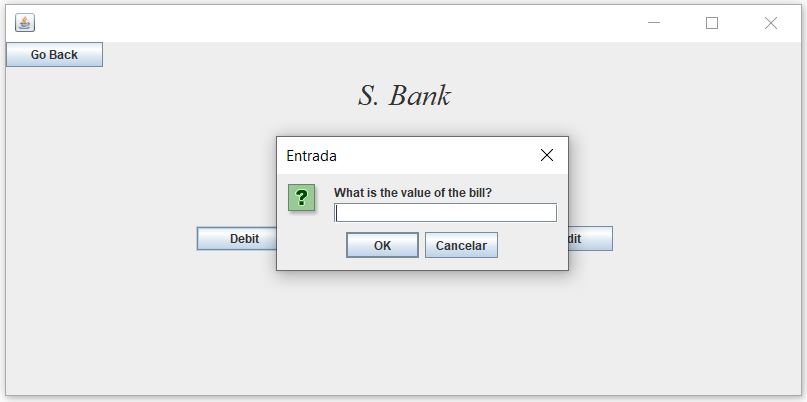 Go Back
S. Bank
Entrada
?
What is the value of the bill?
Debit
dit
OK
Cancelar